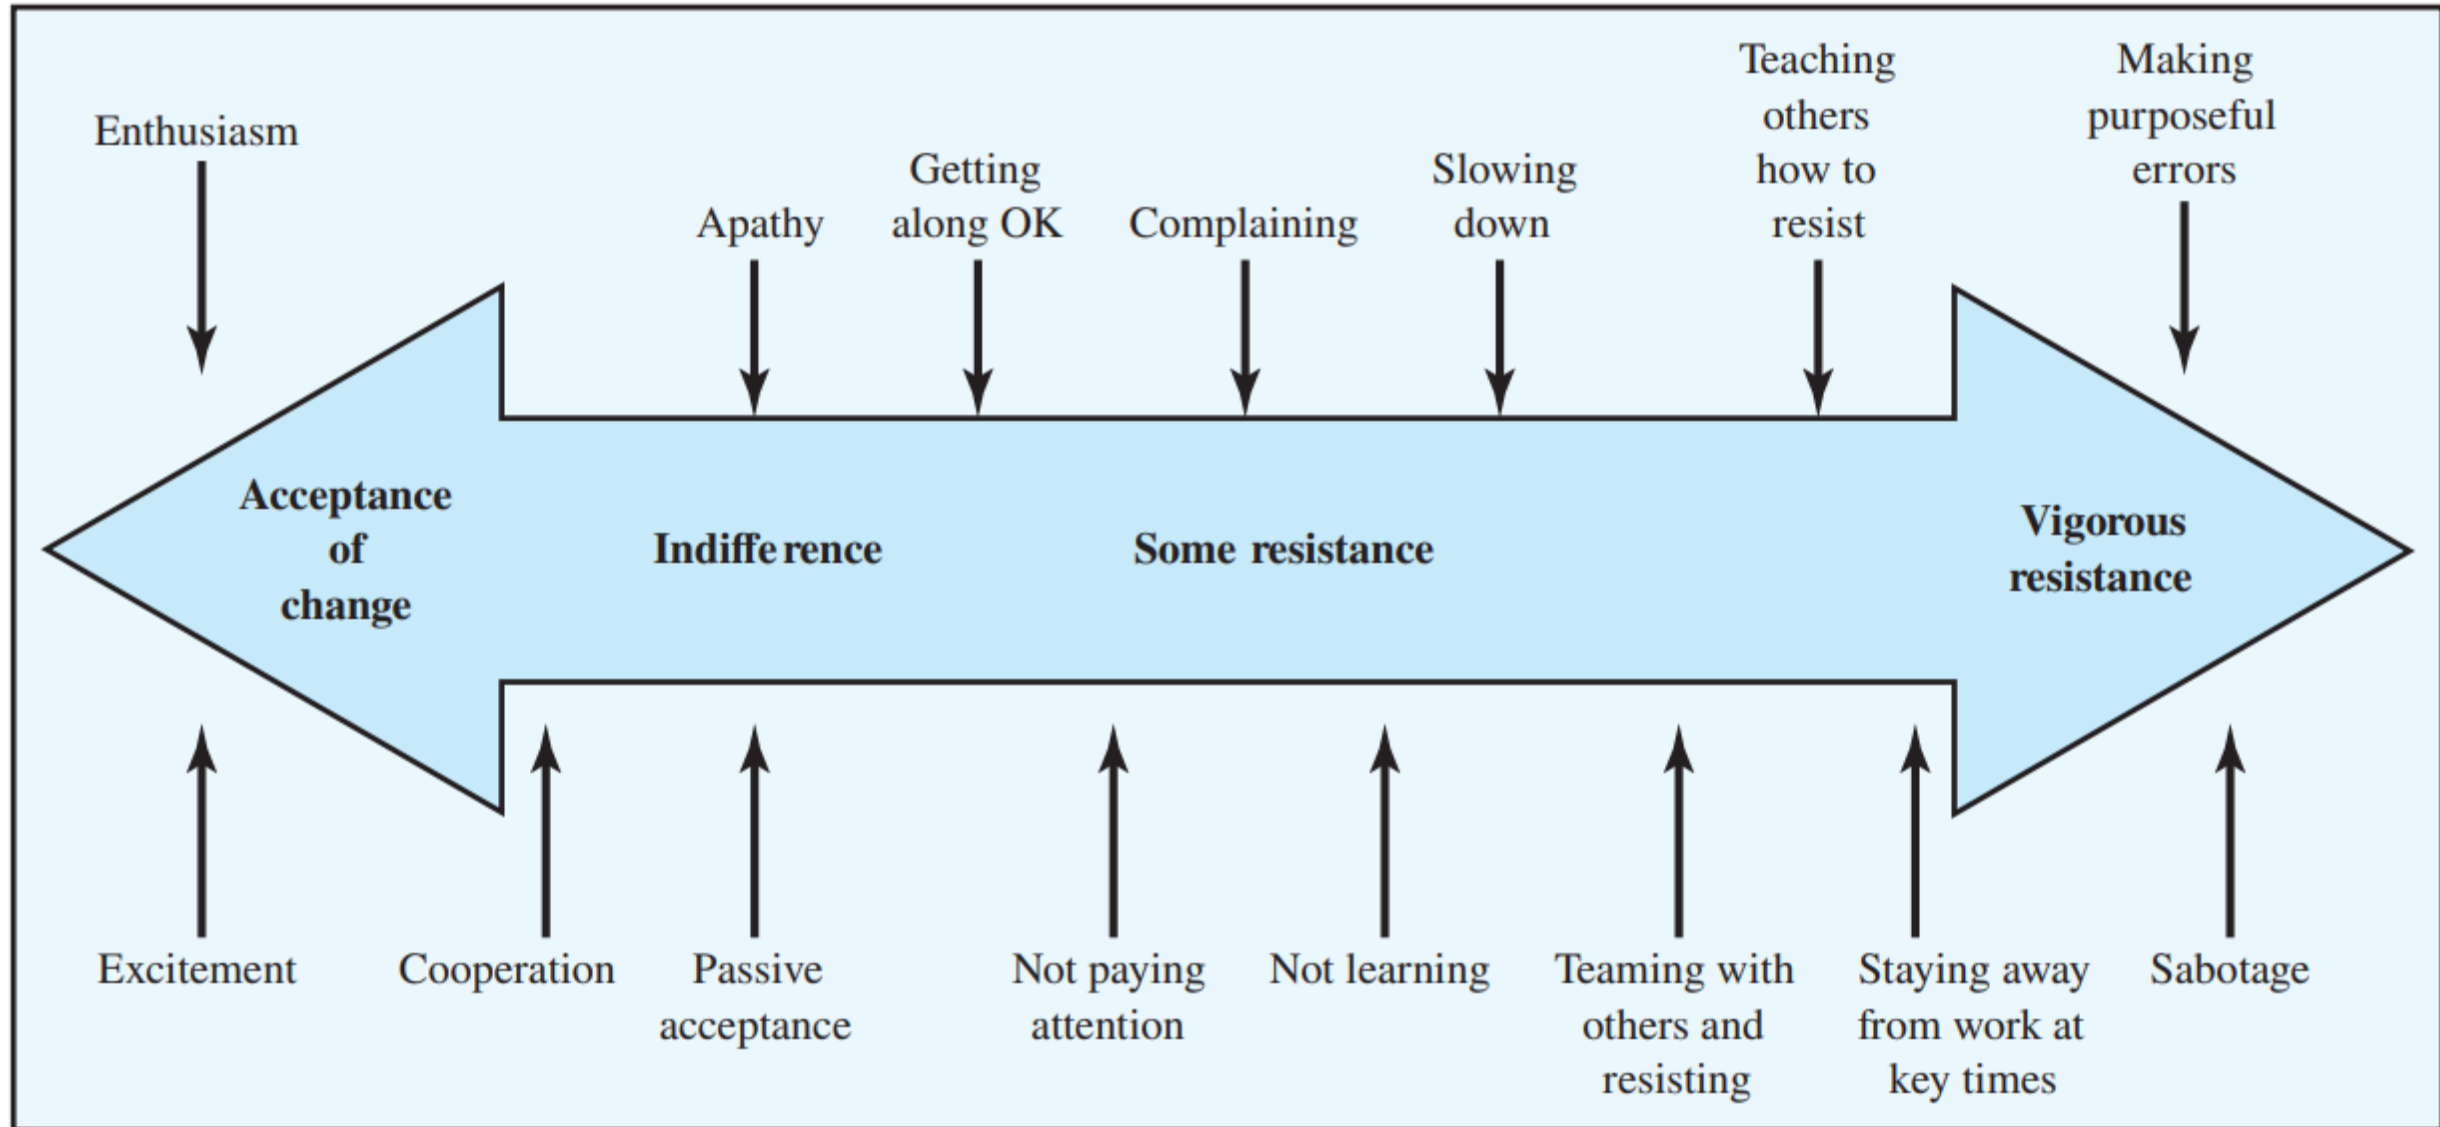 Enthusiasm
Apathy
Getting
along OK
Complaining
Slowing
down
Teaching
others
how to
resist
Making
purposeful
errors
Acceptance
of
change
Indifference
Some resistance
Vigorous
resistance
Excitement
Cooperation
Passive
acceptance
Not paying
attention
Not learning
Teaming with
others and
resisting
Staying away
from work at
key times
Sabotage